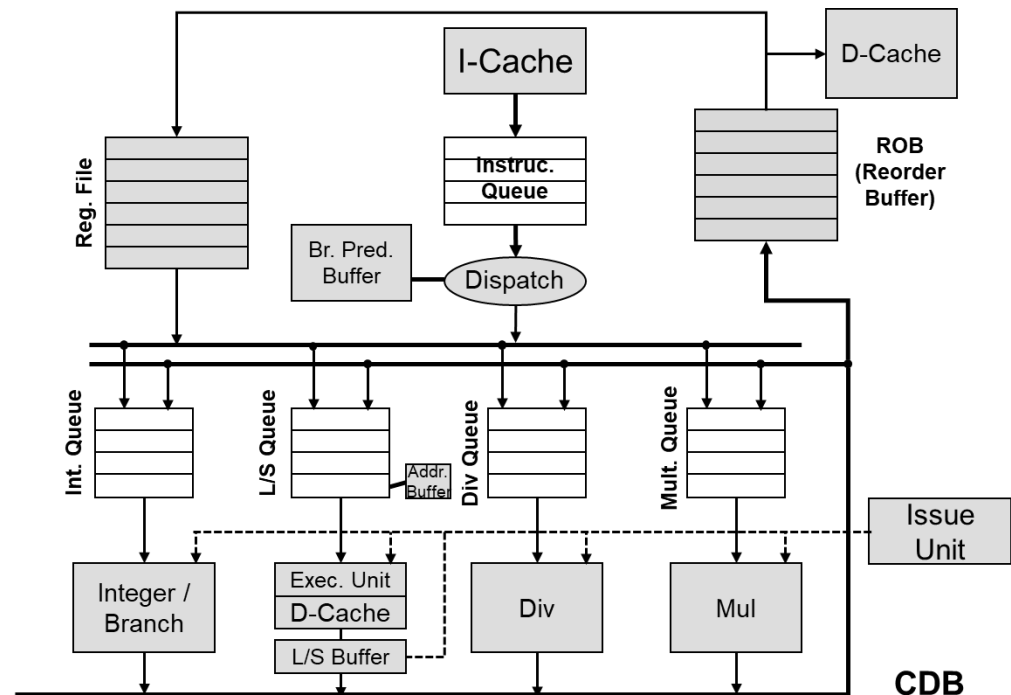 I-Cache
D-Cache
Reg. File
Instruc.
Queue
ROB
(Reorder
Buffer)
Br. Pred.
Buffer
Dispatch
Int. Queue
L/S Queue
Addr.
Buffer
Div Queue
Mult. Queue
Issue
Unit
Integer /
Branch
Exec. Unit
D-Cache
L/S Buffer
Div
Mul
CDB